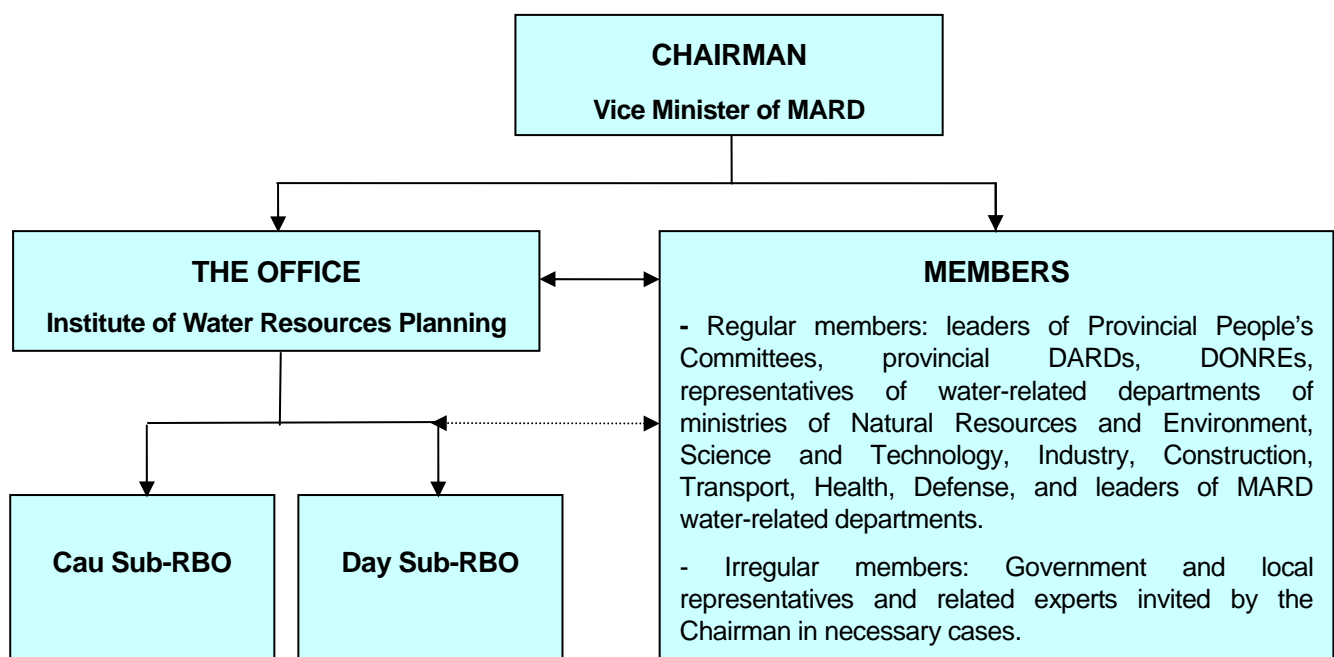 CHAIRMAN
Vice Minister of MARD
THE OFFICE
Institute of Water Resources Planning
MEMBERS
- Regular members: leaders of Provincial People’s
Committees, provincial DARDs, DONREs,
representatives of water-related departments of
ministries of Natural Resources and Environment,
Science and Technology, Industry, Construction,
Transport, Health, Defense, and leaders of MARD
water-related departments.
- Irregular members: Government and local
representatives and related experts invited by the
Chairman in necessary cases.
Cau Sub-RBO
Day Sub-RBO